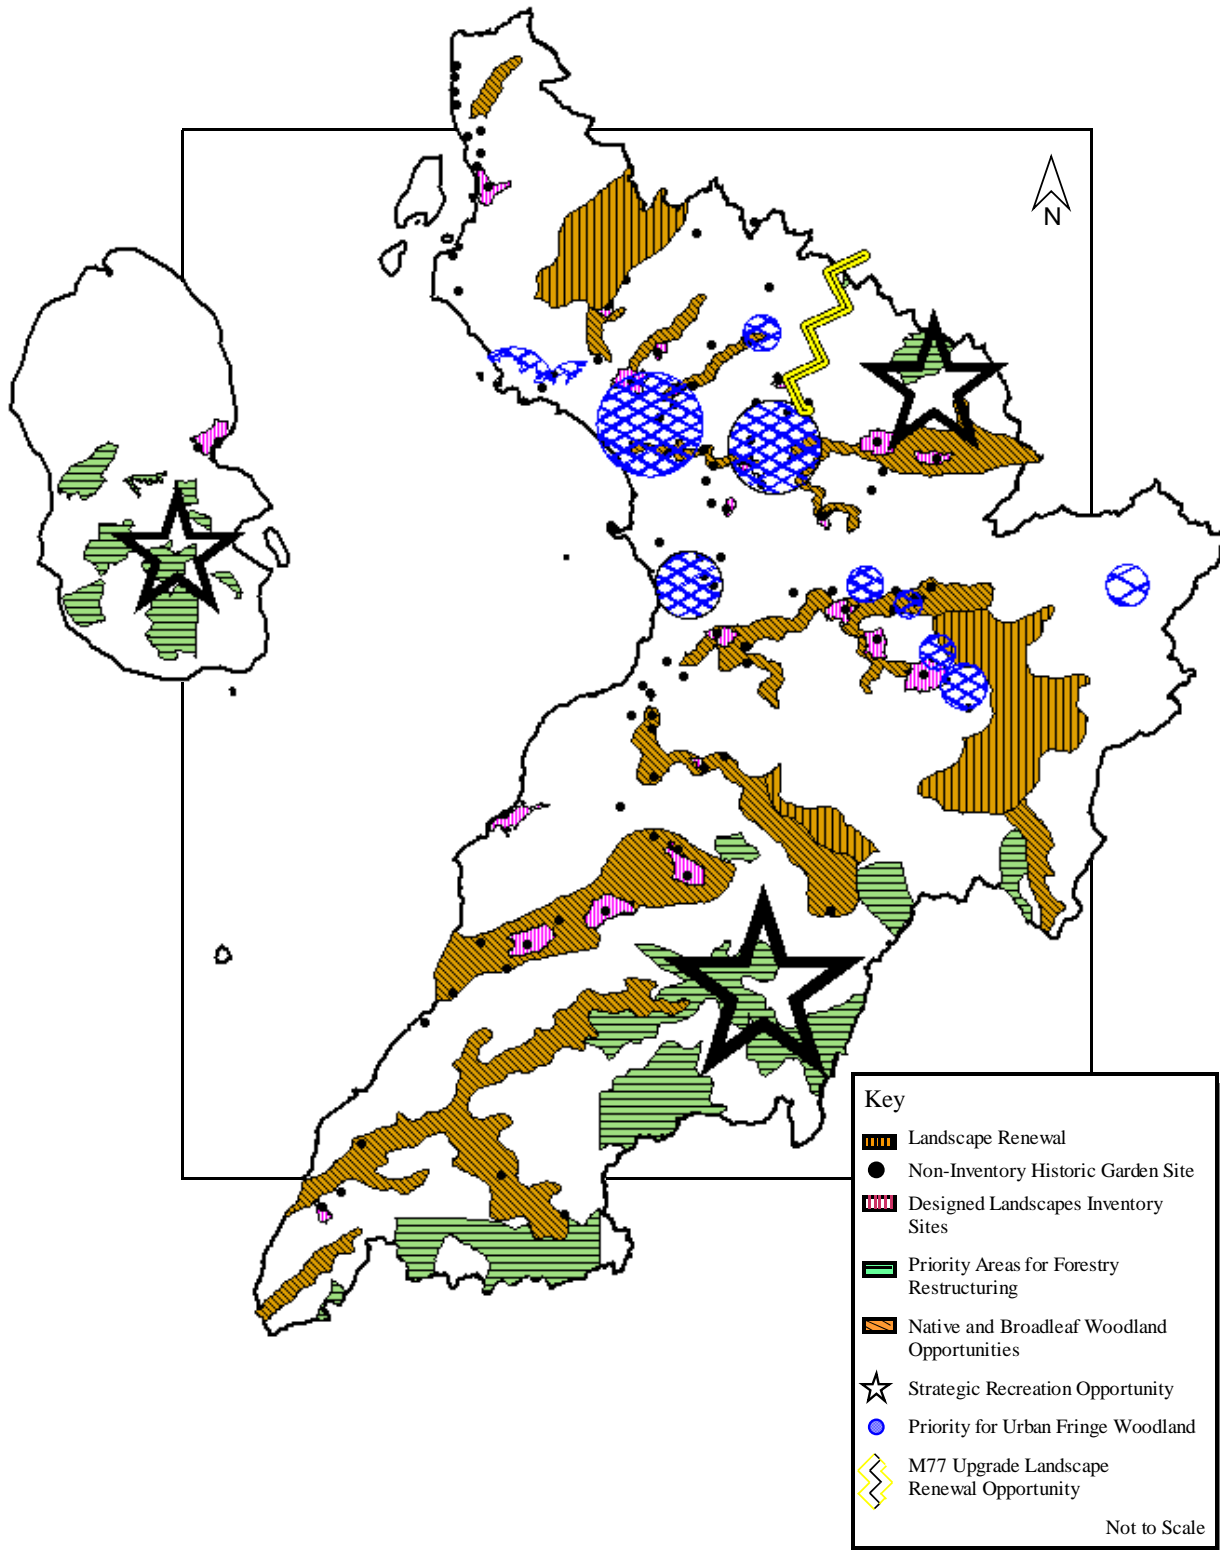 N
Key
Landscape Renewal
Non-Inventory Historic Garden Site
Designed Landscapes Inventory
Sites
Priority Areas for Forestry
Restructuring
Native and Broadleaf Woodland
Opportunities
Strategic Recreation Opportunity
Priority for Urban Fringe Woodland
M77 Upgrade Landscape
Renewal Opportunity
Not to Scale